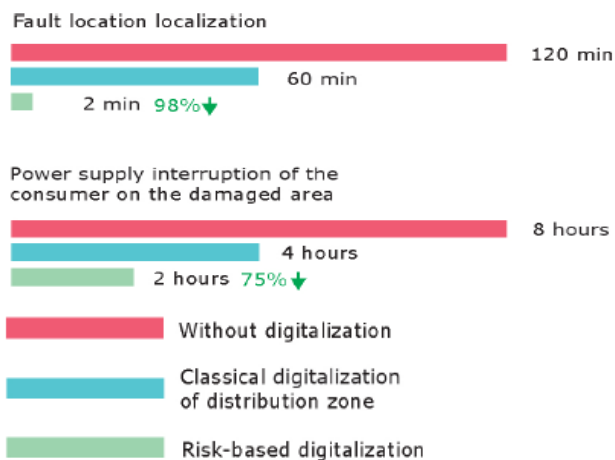 Fault location localization
120 min
60 min
2 min 98%↓
Power supply interruption of the
consumer on the damaged area
8 hours
4 hours
2 hours 75%↓
Without digitalization
Classical digitalization
of distribution zone
Risk-based digitalization